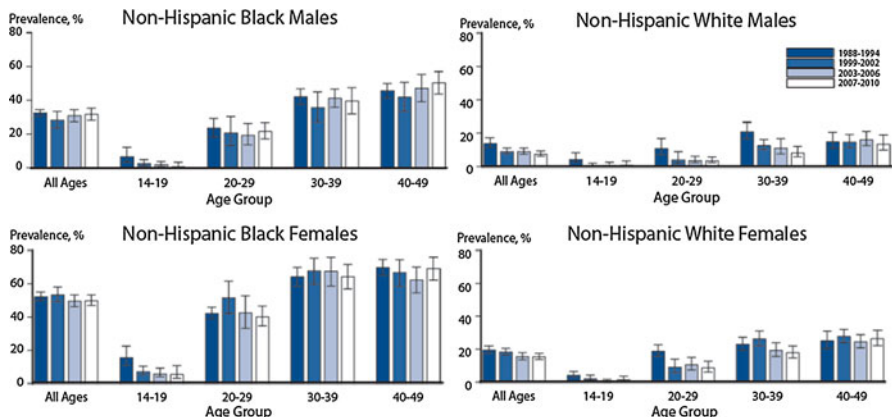 Prevalence, %
Non-Hispanic Black Males
80
60
40
20
0
All Ages 14-19 20-29 30-39 40-49
Age Group
Prevalence, %
Non-Hispanic White Males
80
60
40
20
0
1988-1994
1999-2002
2003-2006
2007-2010
All Ages 14-19 20-29 30-39 40-49
Age Group
Prevalence, %
Non-Hispanic Black Females
80
60
40
20
0
All Ages 14-19 20-29 30-39 40-49
Age Group
Prevalence, %
Non-Hispanic White Females
80
60
40
20
0
All Ages 14-19 20-29 30-39 40-49
Age Group